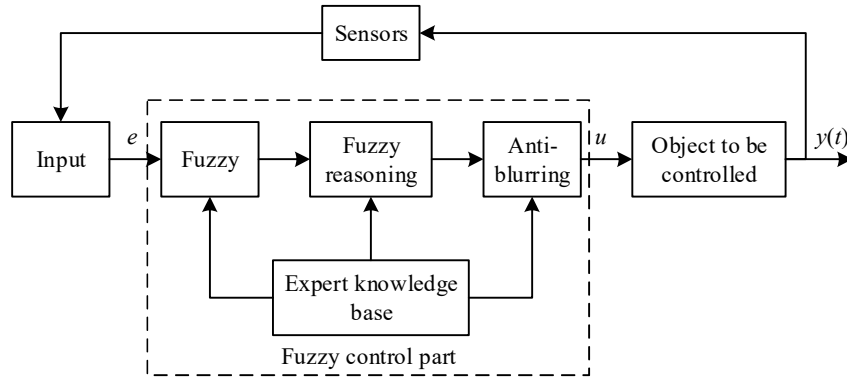 Sensors
Input
e
Fuzzy
Fuzzy
reasoning
Anti-
blurring
u
Object to be
controlled
y(t)
Expert knowledge
base
Fuzzy control part